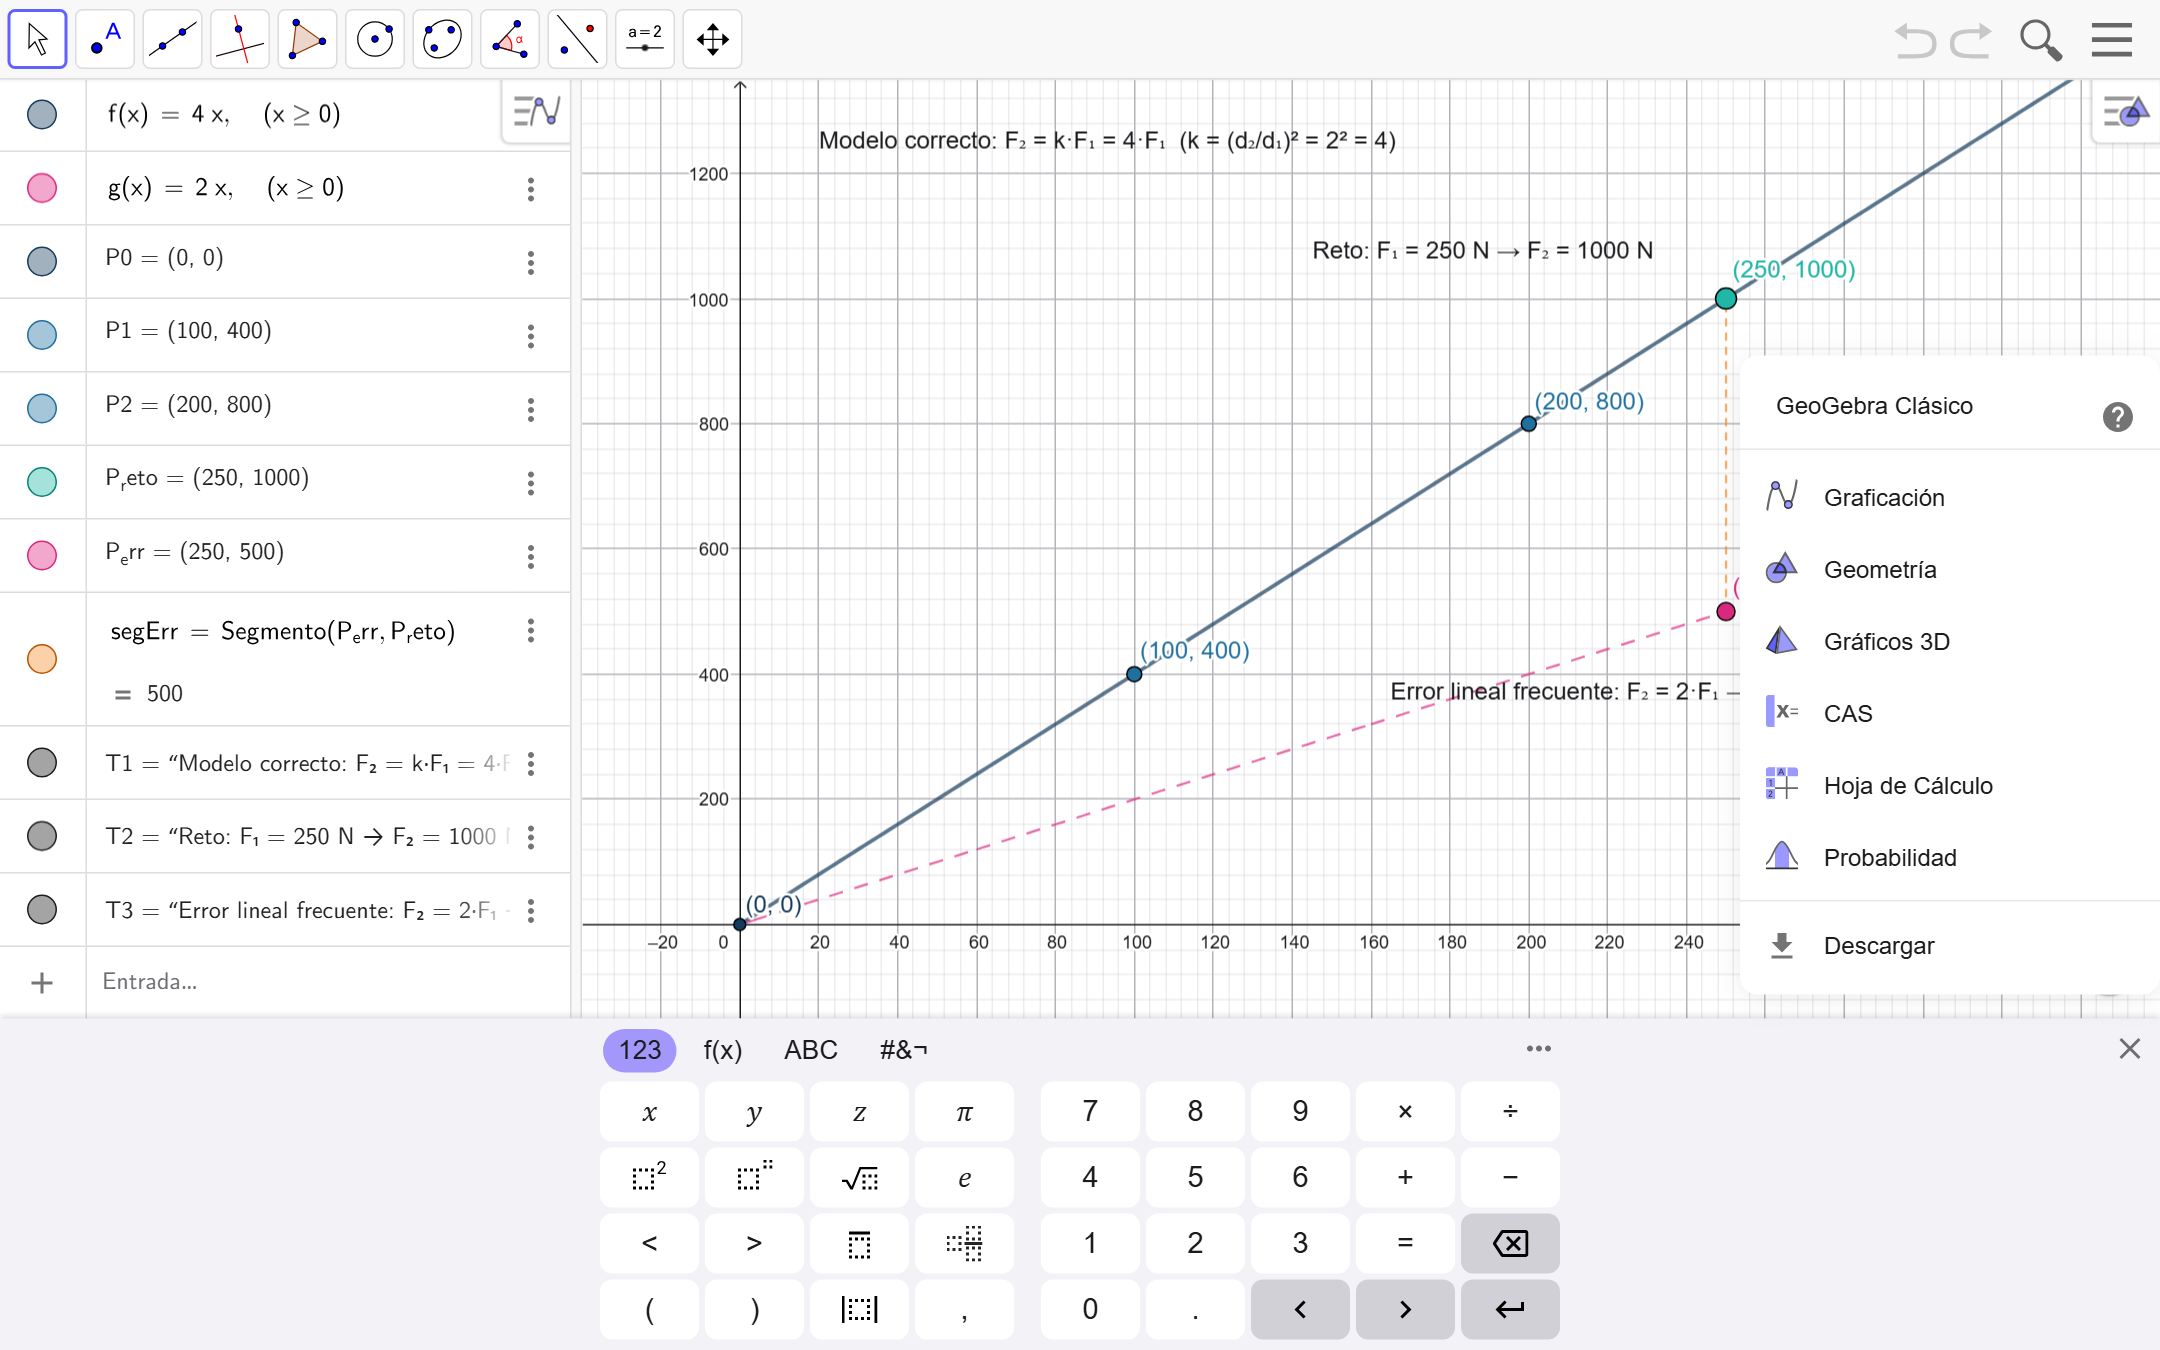 A
α
a=2
f(x) = 4 x, (x ≥ 0)
g(x) = 2 x, (x ≥ 0)
P0 = (0, 0)
P1 = (100, 400)
P2 = (200, 800)
Preto = (250, 1000)
Perr = (250, 500)
segErr = Segmento(Perr, Preto)
= 500
T1 = “Modelo correcto: F₂ = k·F₁ = 4·F
T2 = “Reto: F₁ = 250 N → F₂ = 1000
T3 = “Error lineal frecuente: F₂ = 2·F₁
Entrada...
Modelo correcto: F₂ = k·F₁ = 4·F₁ (k = (d₂/d₁)² = 2² = 4)
Reto: F₁ = 250 N → F₂ = 1000 N
(250, 1000)
(200, 800)
(100, 400)
Error lineal frecuente: F₂ = 2·F₁
(0, 0)
1200
1000
800
600
400
200
–20 0 20 40 60 80 100 120 140 160 180 200 220 240
GeoGebra Clásico
Graficación
Geometría
Gráficos 3D
CAS
Hoja de Cálculo
Probabilidad
Descargar
123 f(x) ABC #&¬
x y z π 7 8 9 × ÷
2 √ e 4 5 6 + −
< > 1 2 3 =
( ) , 0 . < >